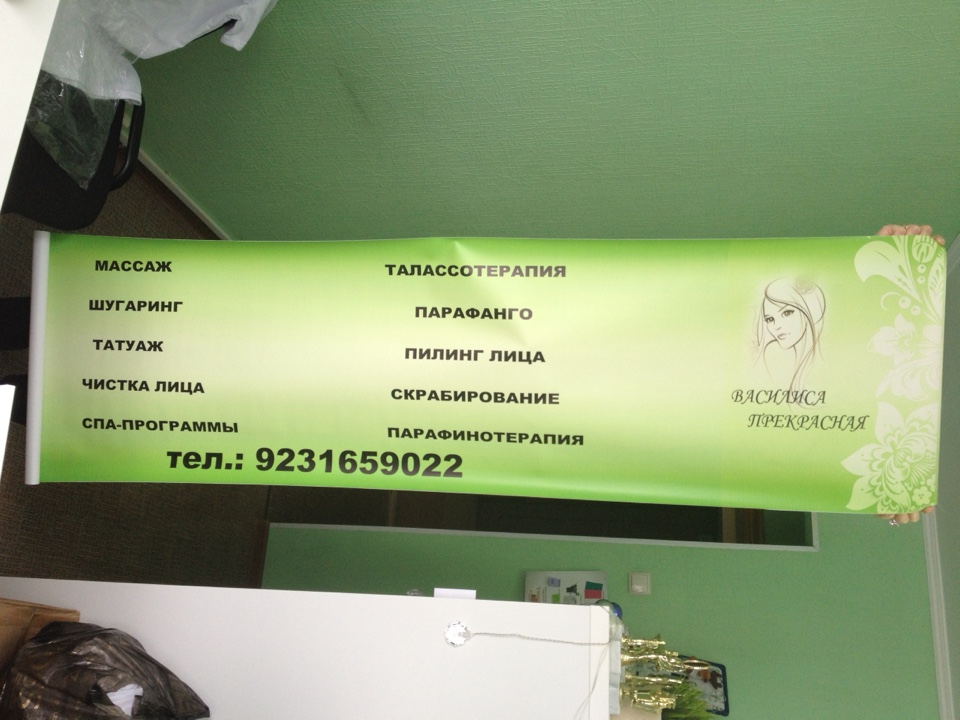 МАССАЖ
ШУГАРИНГ
ТАТУАЖ
ЧИСТКА ЛИЦА
СПА-ПРОГРАММЫ
ТАЛАССОТЕРАПИЯ
ПАРАФАНГО
ПИЛИНГ ЛИЦА
СКРАБИРОВАНИЕ
ПАРАФИНОТЕРАПИЯ
тел.: 9231659022
ВАСИЛИСА
ПРЕКРАСНАЯ